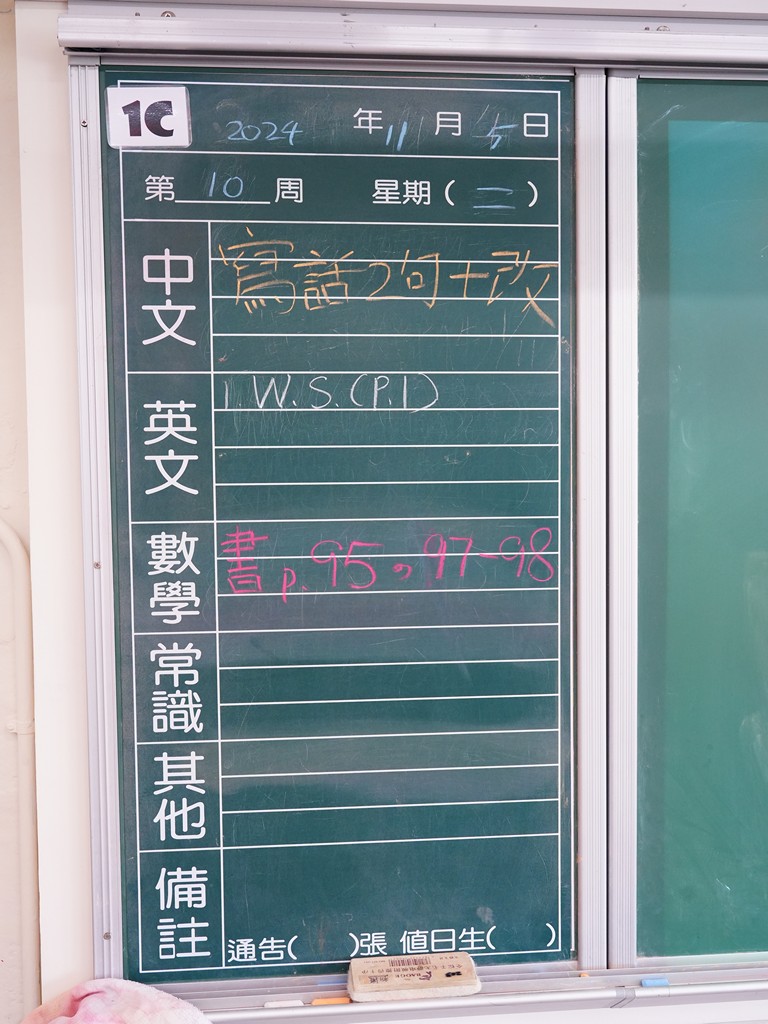 1C
2024 年 11 月 5 日
第 10 周 星期 ( 二 )
中文 寫話2句+改
英文 1 W.S.(P.1)
數學 書 p.95,97-98
常識
其他
備註
通告( )張 值日生( )